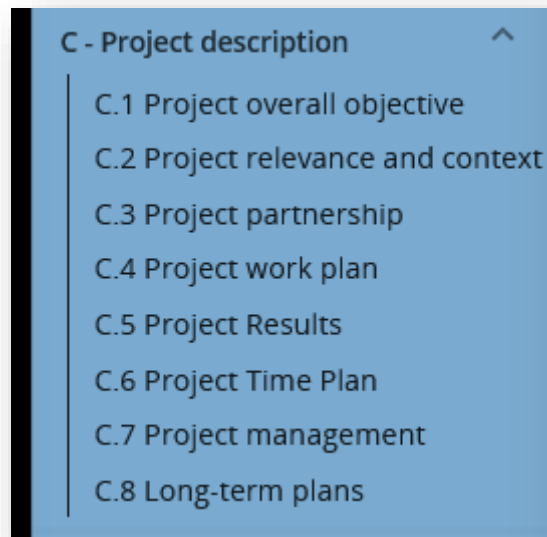 C - Project description
C.1 Project overall objective
C.2 Project relevance and context
C.3 Project partnership
C.4 Project work plan
C.5 Project Results
C.6 Project Time Plan
C.7 Project management
C.8 Long-term plans